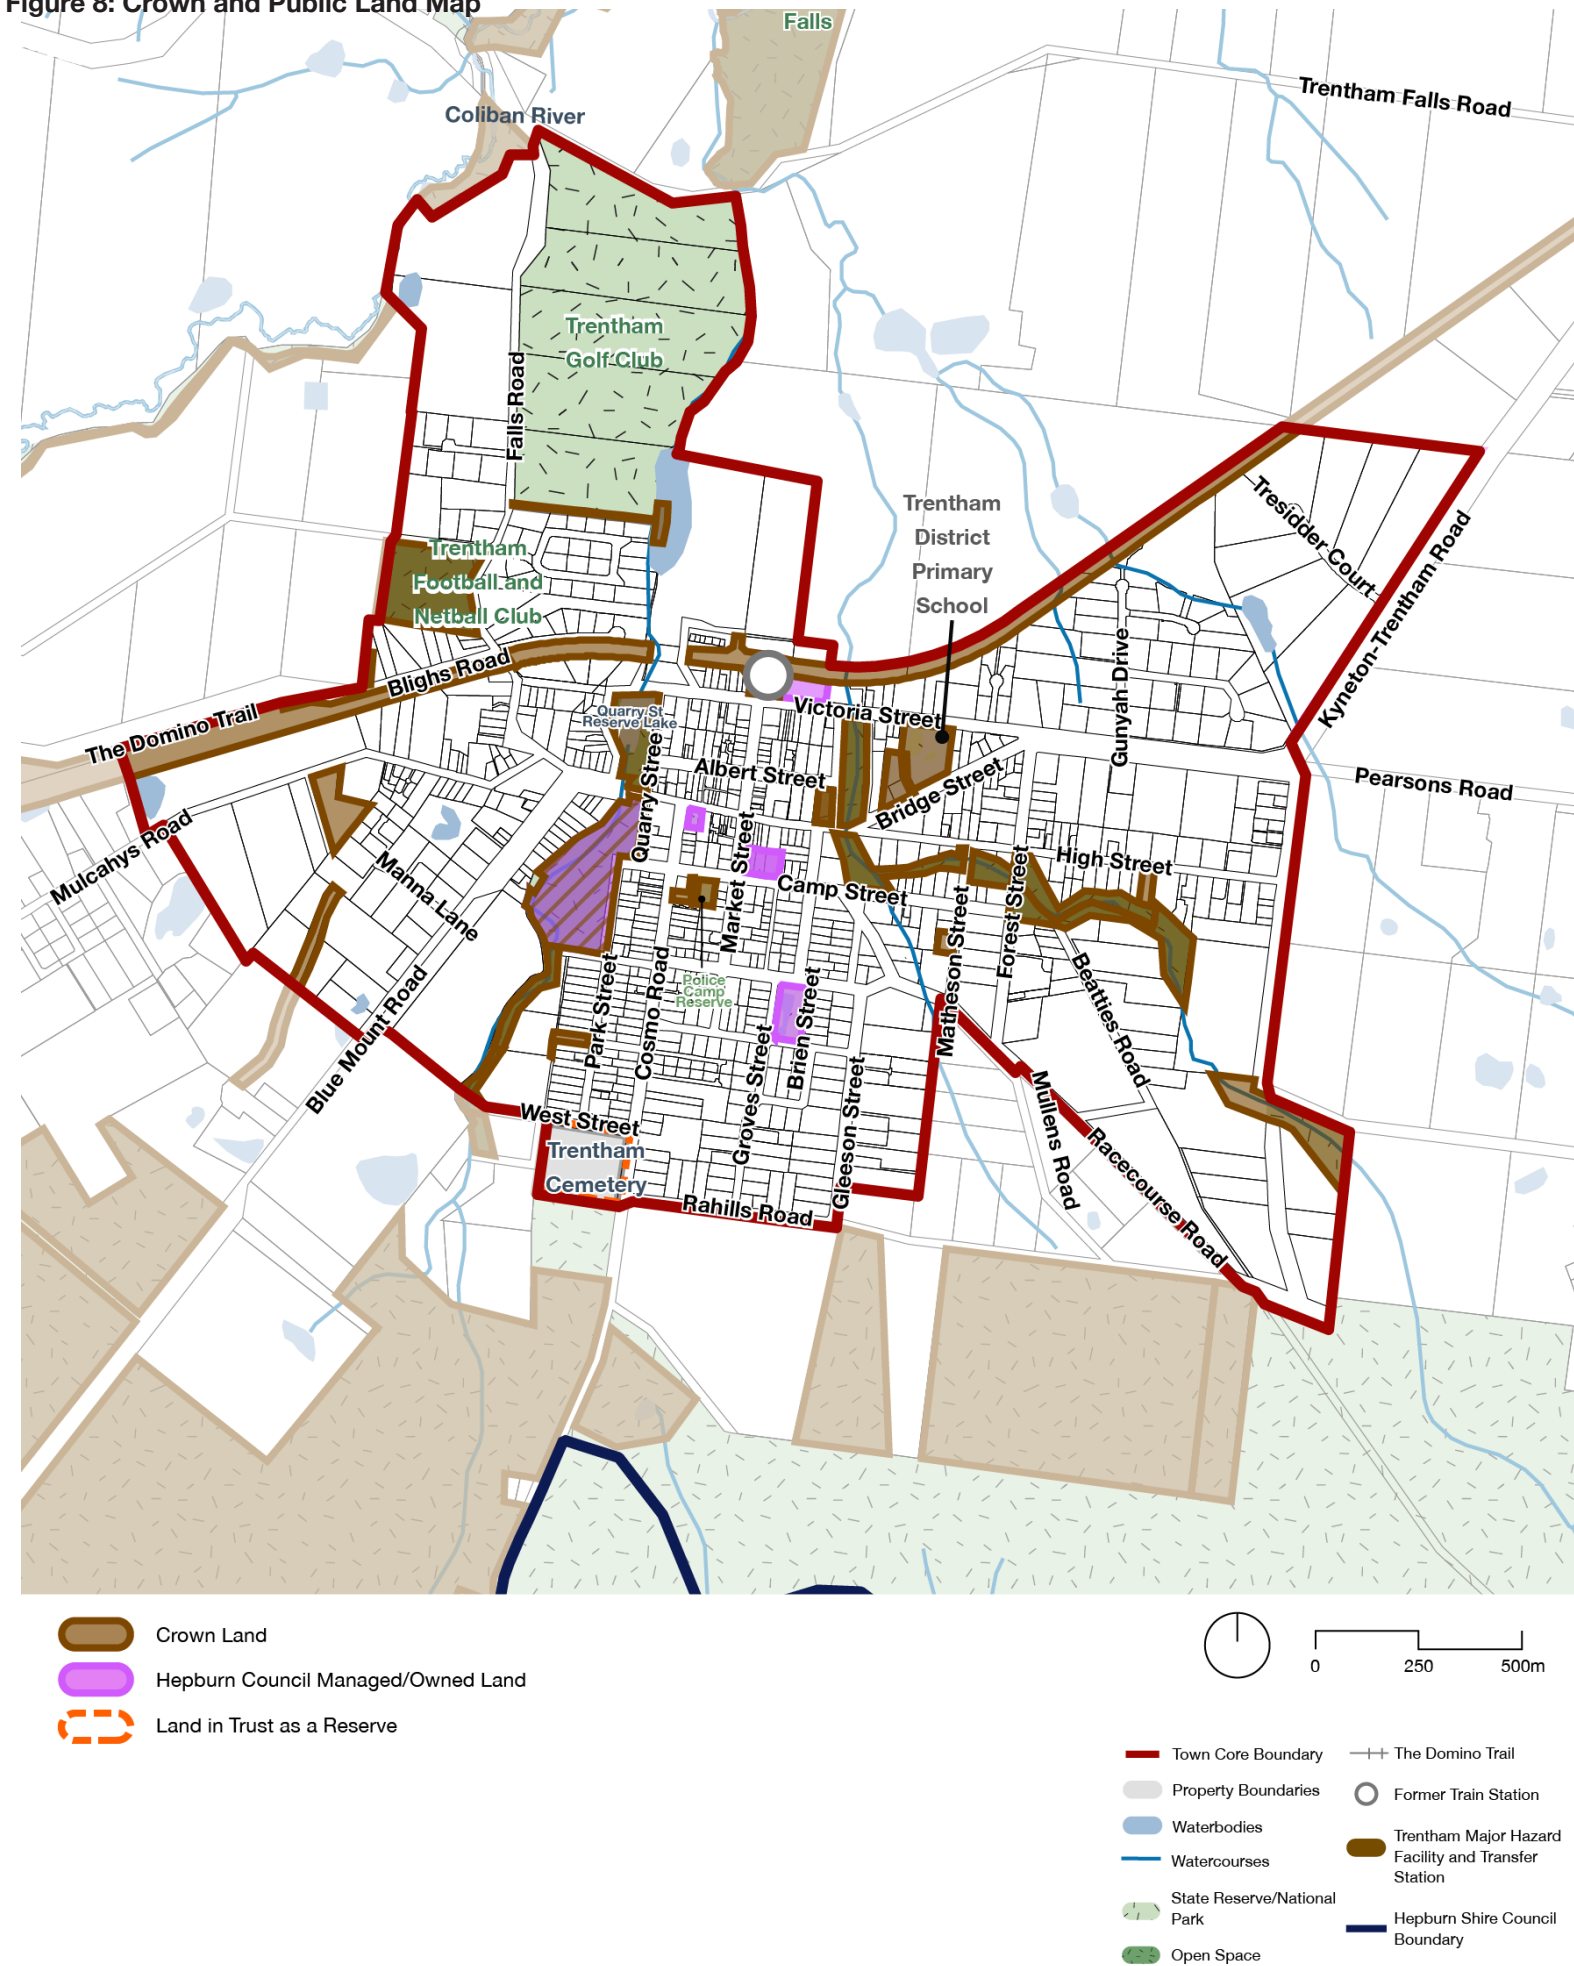 Figure 8: Crown and Public Land Map
Falls
Trentham Falls Road
Coliban River
Trentham
Golf Club
Falls Road
Trentham
District
Primary
School
Tresidder Court
Kyneton-Trentham Road
Trentham
Football and
Netball Club
Blighs Road
The Domino Trail
Quarry St
Reserve Lake
Victoria Street
Gunyah Drive
Albert Street
Quarry Street
Bridge Street
Pearsons Road
Mulcahys Road
Manna Lane
Market Street
High Street
Camp Street
Matheson Street
Forest Street
Beatties Road
Blue Mount Road
Park Street
Cosmo Road
Police
Camp
Reserve
Groves Street
Brien Street
Gleeson Street
West Street
Trentham
Cemetery
Rahills Road
Mullens Road
Racecourse Road
Crown Land
Hepburn Council Managed/Owned Land
Land in Trust as a Reserve
0 250 500m
Town Core Boundary
Property Boundaries
Waterbodies
Watercourses
State Reserve/National
Park
Open Space
The Domino Trail
Former Train Station
Trentham Major Hazard
Facility and Transfer
Station
Hepburn Shire Council
Boundary